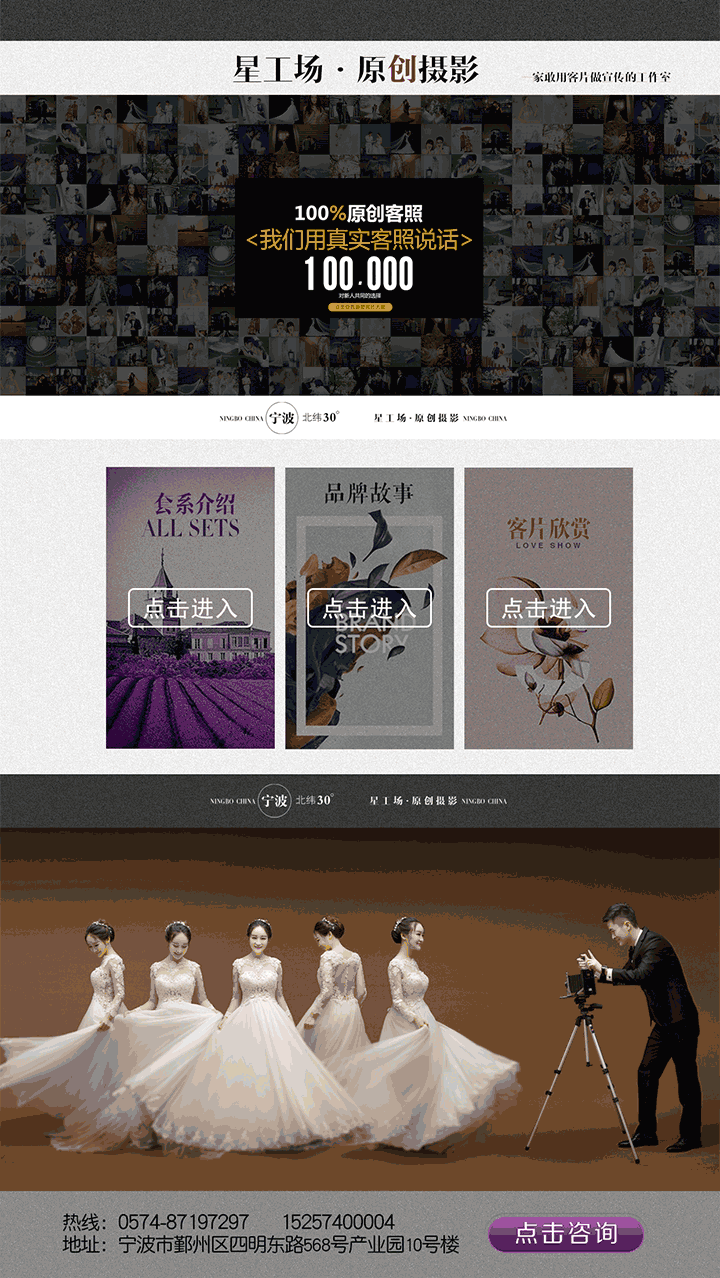 星工场·原创摄影
一家敢用客片做宣传的工作室
100%原创客照
<我们用真实客照说话>
100,000
对新人共同的选择
NINGBO CHINA 宁波 北纬30° 星工场·原创摄影 NINGBO CHINA
套系介绍
ALL SETS
点击进入
品牌故事
点击进入
BRAND
STORY
客片欣赏
LOVE SHOW
点击进入
NINGBO CHINA 宁波 北纬30° 星工场·原创摄影 NINGBO CHINA
热线：0574-87197297 15257400004
地址：宁波市鄞州区四明东路568号产业园10号楼
点击咨询